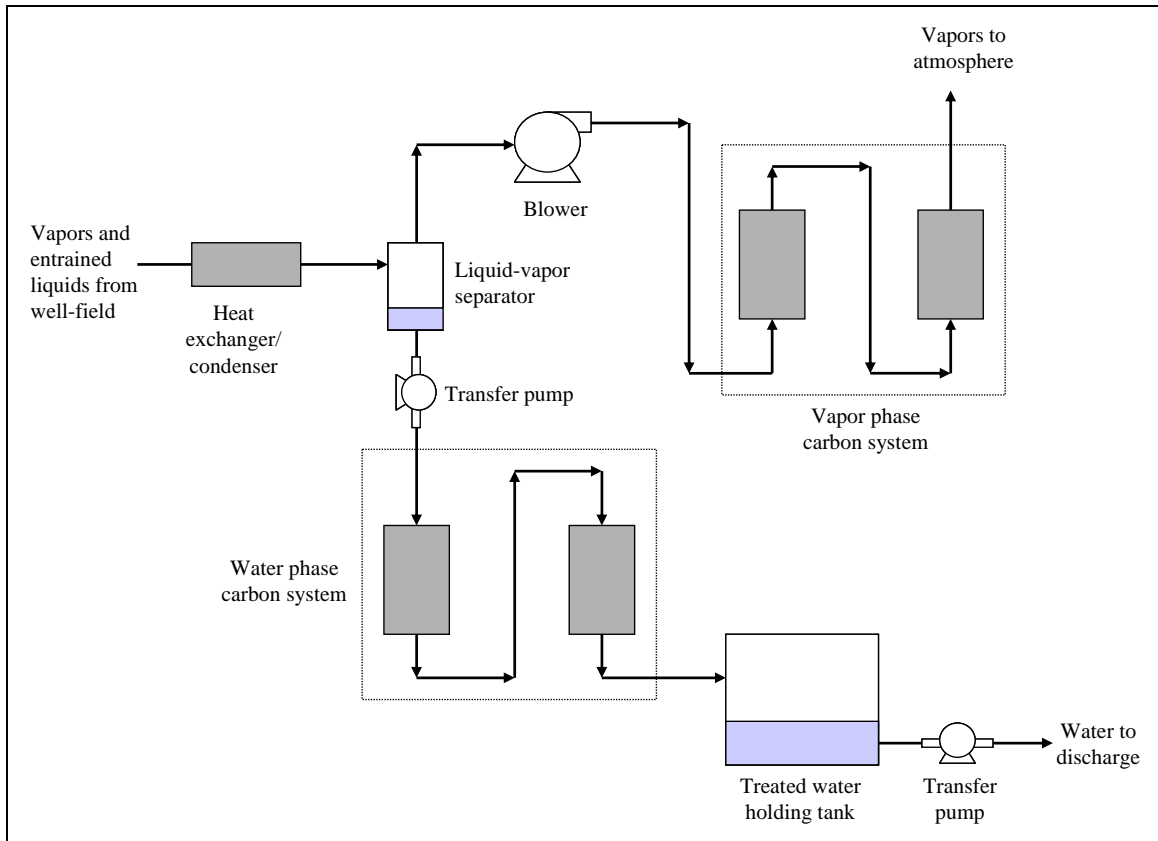 Vapors to
atmosphere
Blower
Vapors and
entrained
liquids from
well-field
Liquid-vapor
separator
Heat
exchanger/
condenser
Transfer pump
Vapor phase
carbon system
Water phase
carbon system
Water to
discharge
Treated water
holding tank
Transfer
pump